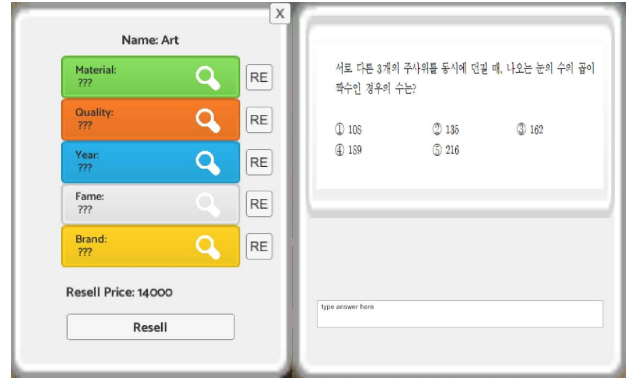 X
Name: Art
Material:
???
RE
Quality:
???
RE
Year:
???
RE
Fame:
???
RE
Brand:
???
RE
Resell Price: 14000
Resell
서로 다른 3개의 주사위를 동시에 던질 때, 나오는 눈의 수의 곱이
짝수인 경우의 수는?
① 108 ② 135 ③ 162
④ 189 ⑤ 216
type answer here